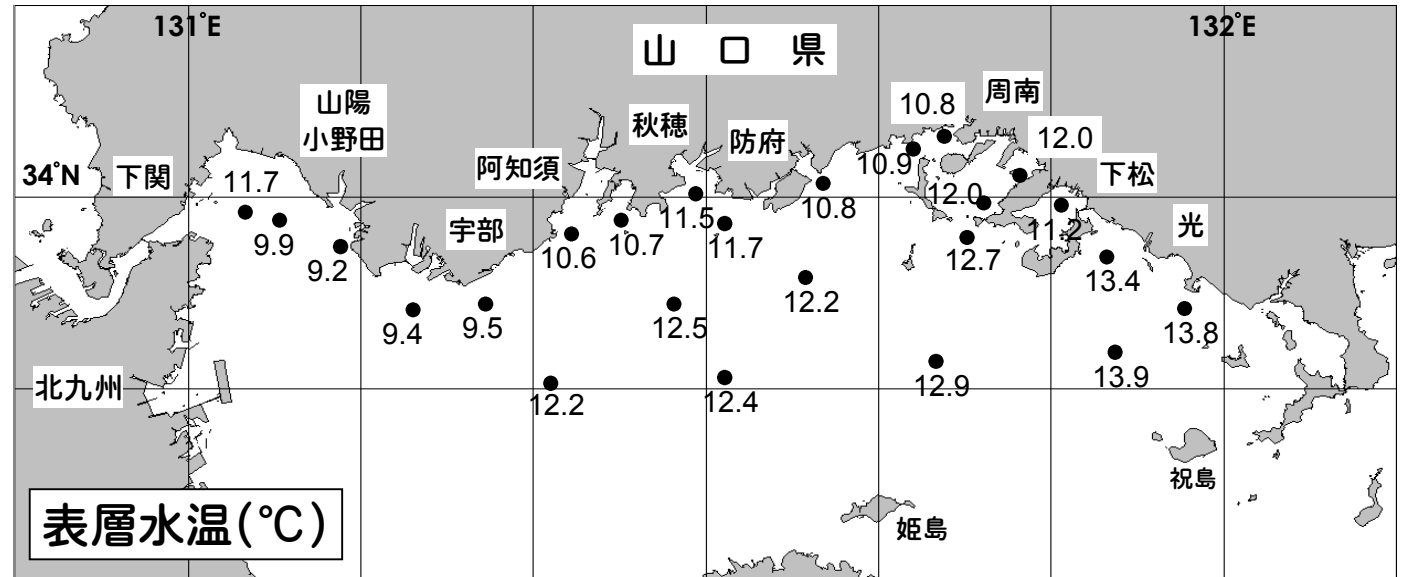 131°E
132°E
山 口 県
山陽
小野田
秋穂
防府
10.8
周南
12.0
阿知須
10.9
34°N
下関
下松
11.7
12.0
11.5
10.8
11.2
光
宇部
9.9
9.2
10.6
10.7
11.7
12.7
13.4
12.2
9.4
9.5
12.5
13.8
北九州
12.2
12.4
12.9
13.9
祝島
姫島
表層水温(℃)